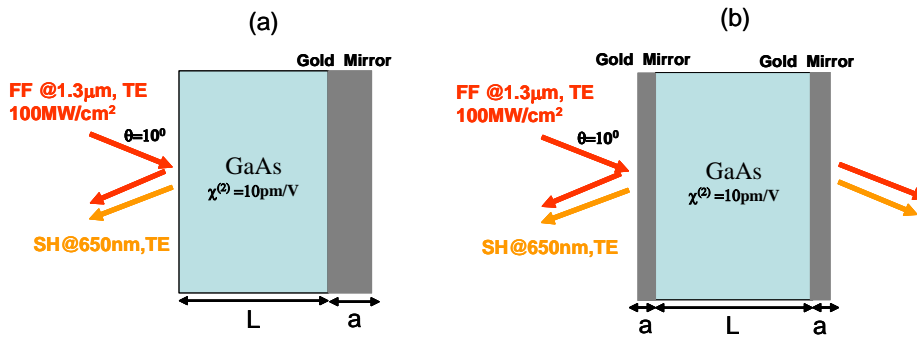 (a)
Gold Mirror
FF @1.3μm, TE
100MW/cm²
θ=10⁰
GaAs
χ⁽²⁾=10pm/V
SH@650nm,TE
L
a
(b)
Gold Mirror
Gold Mirror
FF @1.3μm, TE
100MW/cm²
θ=10⁰
GaAs
χ⁽²⁾=10pm/V
SH@650nm,TE
a
L
a